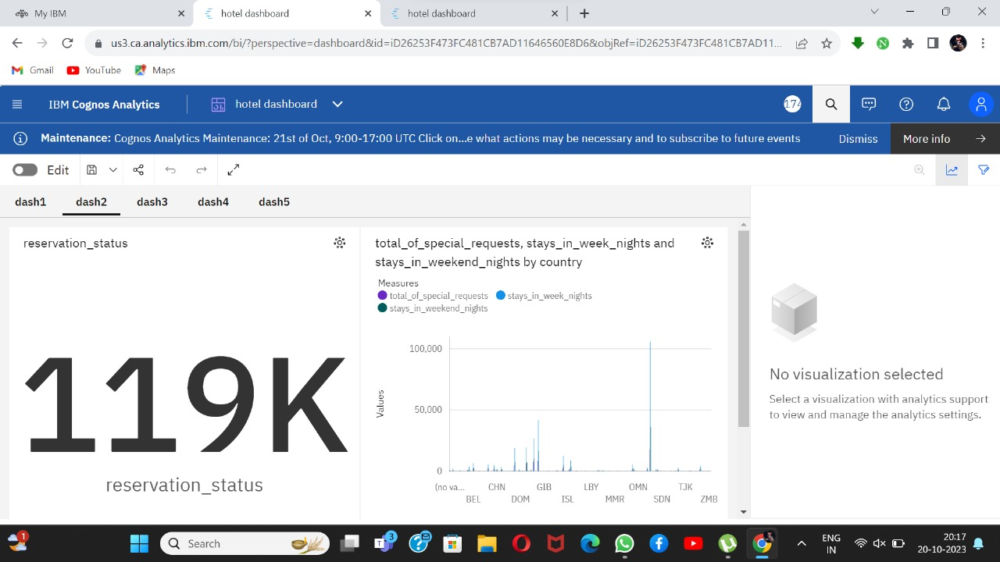 My IBM
hotel dashboard
hotel dashboard
us3.ca.analytics.ibm.com/bi/?perspective=dashboard&id=iD26253F473FC481CB7AD11646560E8D6&objRef=iD26253F473FC481CB7AD11...
Gmail
YouTube
Maps
IBM Cognos Analytics
hotel dashboard
174
Maintenance: Cognos Analytics Maintenance: 21st of Oct, 9:00-17:00 UTC Click on...e what actions may be necessary and to subscribe to future events
Dismiss
More info
Edit
dash1
dash2
dash3
dash4
dash5
reservation_status
119K
reservation_status
total_of_special_requests, stays_in_week_nights and
stays_in_weekend_nights by country
Measures
total_of_special_requests
stays_in_week_nights
stays_in_weekend_nights
Values
100,000
50,000
0
(no va...
BEL
CHN
DOM
GIB
ISL
LBY
MMR
OMN
SDN
TJK
ZMB
No visualization selected
Select a visualization with analytics support
to view and manage the analytics settings.
1
Search
3
ENG
IN
20:17
20-10-2023